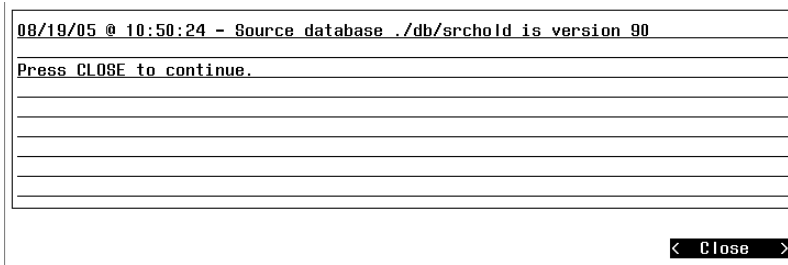 08/19/05 @ 10:50:24 - Source database ./db/srchold is version 90
Press CLOSE to continue.
< Close >